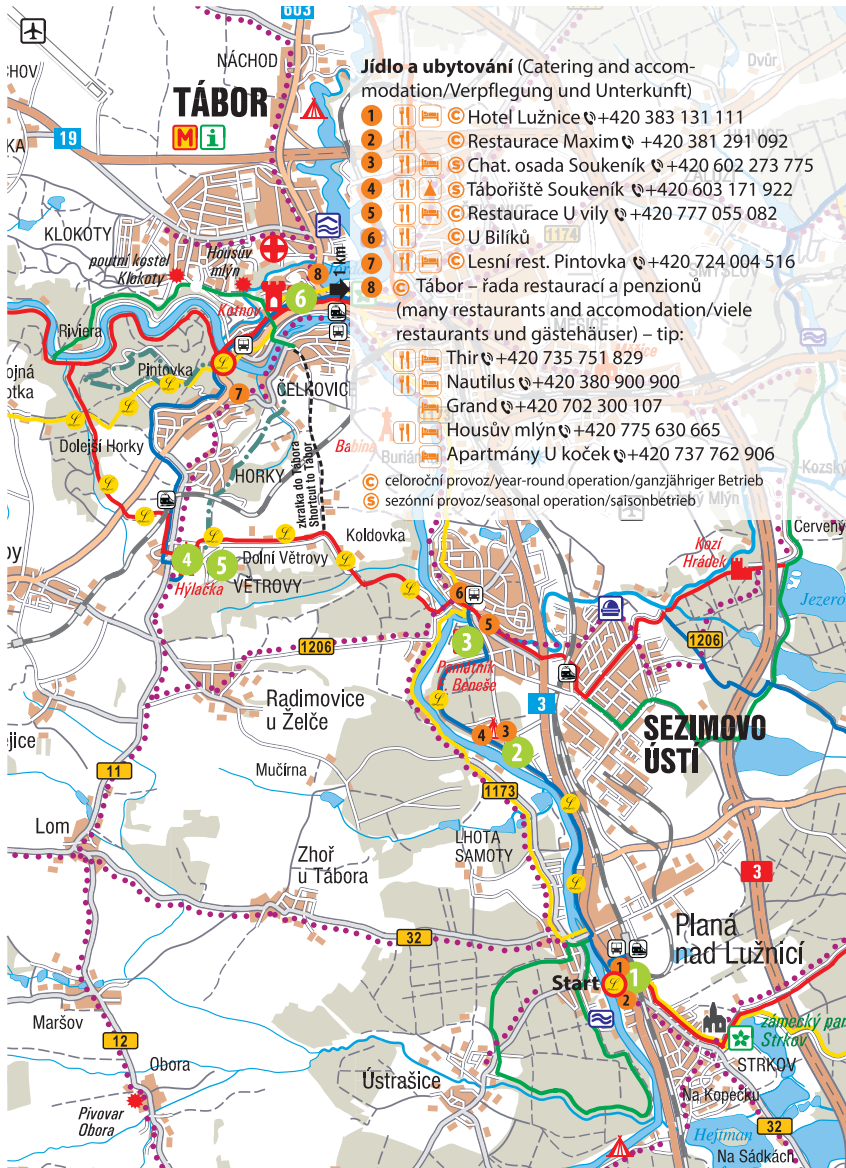 603
NÁCHOD
CHOV
TÁBOR
M i
19
KA
KLOKOTY
poutní kostel
Klokoty
Housův
mlýn
8
1 km
Kotnov
6
Riviera
Pintovka
7
ČELKOVICE
ojná
otka
Dolejší Horky
HORKY
Babina
zkratka do Tábora
Shortcut to Tábor
Jídlo a ubytování (Catering and accom-
modation/Verpflegung und Unterkunft)
1 C Hotel Lužnice +420 383 131 111
2 C Restaurace Maxim +420 381 291 092
3 S Chat. osada Soukeník +420 602 273 775
4 S Tábořiště Soukeník +420 603 171 922
5 C Restaurace U vily +420 777 055 082
6 C U Bilíků
7 C Lesní rest. Pintovka +420 724 004 516
8 C Tábor – řada restaurací a penzionů
(many restaurants and accomodation/viele
restaurants und gästehäuser) – tip:
Thir +420 735 751 829
Nautilus +420 380 900 900
Grand +420 702 300 107
Housův mlýn +420 775 630 665
Apartmány U koček +420 737 762 906
C celoroční provoz/year-round operation/ganzjähriger Betrieb
S sezónní provoz/seasonal operation/saisonbetrieb
Dvůr
1174
Kozský
Mlýn
Červený
Koldovka
Dolní Větrovy
4
5
Hýlačka
VĚTROVY
Kozí
Hrádek
Jezero
6
5
3
Památník
E. Beneše
1206
1206
Radimovice
u Želče
3
SEZIMOVO
ÚSTÍ
4
3
2
ejice
Mučírna
11
1173
Lom
LHOTA
SAMOTY
Zhoř
u Tábora
3
32
Planá
nad Lužnicí
1
Start
1
2
Maršov
12
zámecký par
Strkov
STRKOV
Obora
Ústrašice
Na Kopečku
Pivovar
Obora
Hejtman
32
Na Sádkách